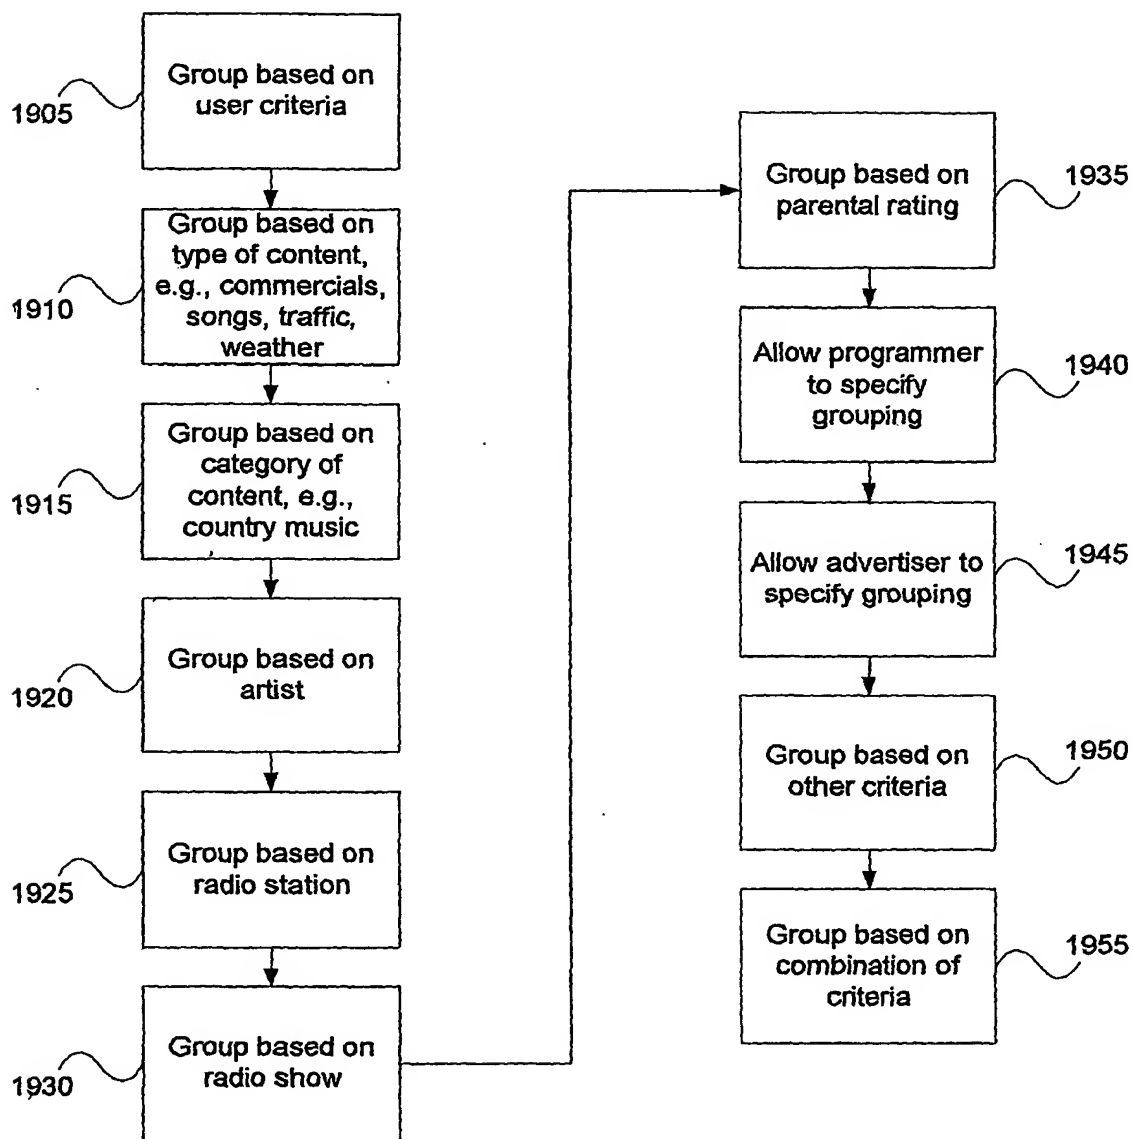 Group based on
user criteria
1905
Group based on
type of content,
e.g., commercials,
songs, traffic,
weather
1910
Group based on
category of
content, e.g.,
country music
1915
Group based on
artist
1920
Group based on
radio station
1925
Group based on
radio show
1930
Group based on
parental rating
1935
Allow programmer
to specify
grouping
1940
Allow advertiser to
specify grouping
1945
Group based on
other criteria
1950
Group based on
combination of
criteria
1955